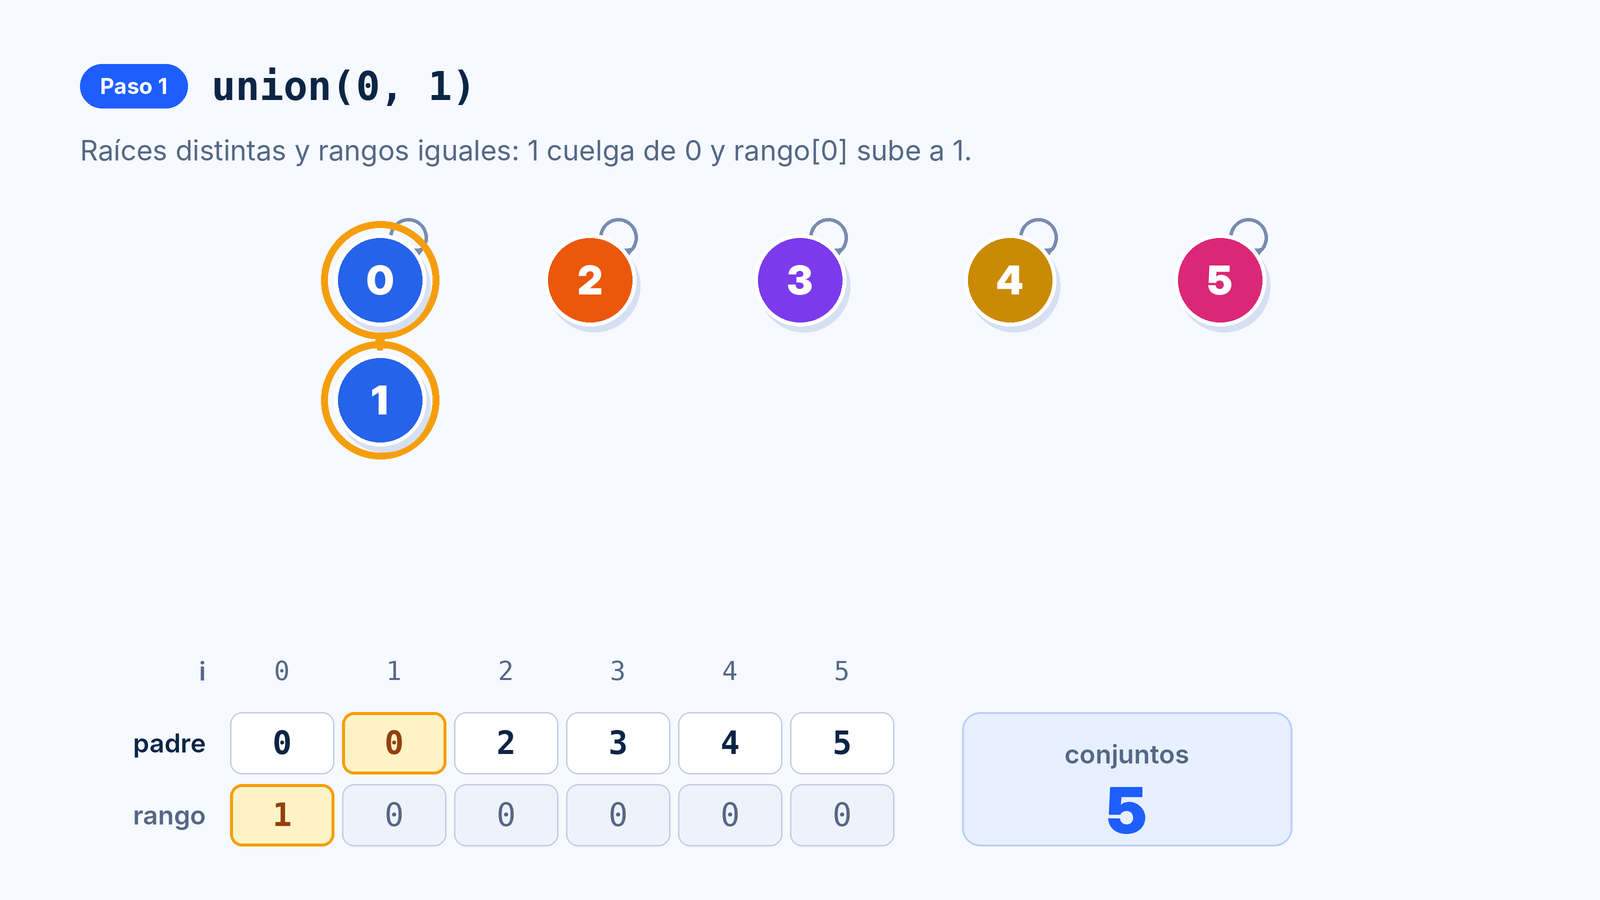 Paso 1 union(0, 1)
Raíces distintas y rangos iguales: 1 cuelga de 0 y rango[0] sube a 1.
0 2 3 4 5
1
i 0 1 2 3 4 5
padre 0 0 2 3 4 5
rango 1 0 0 0 0 0
conjuntos
5